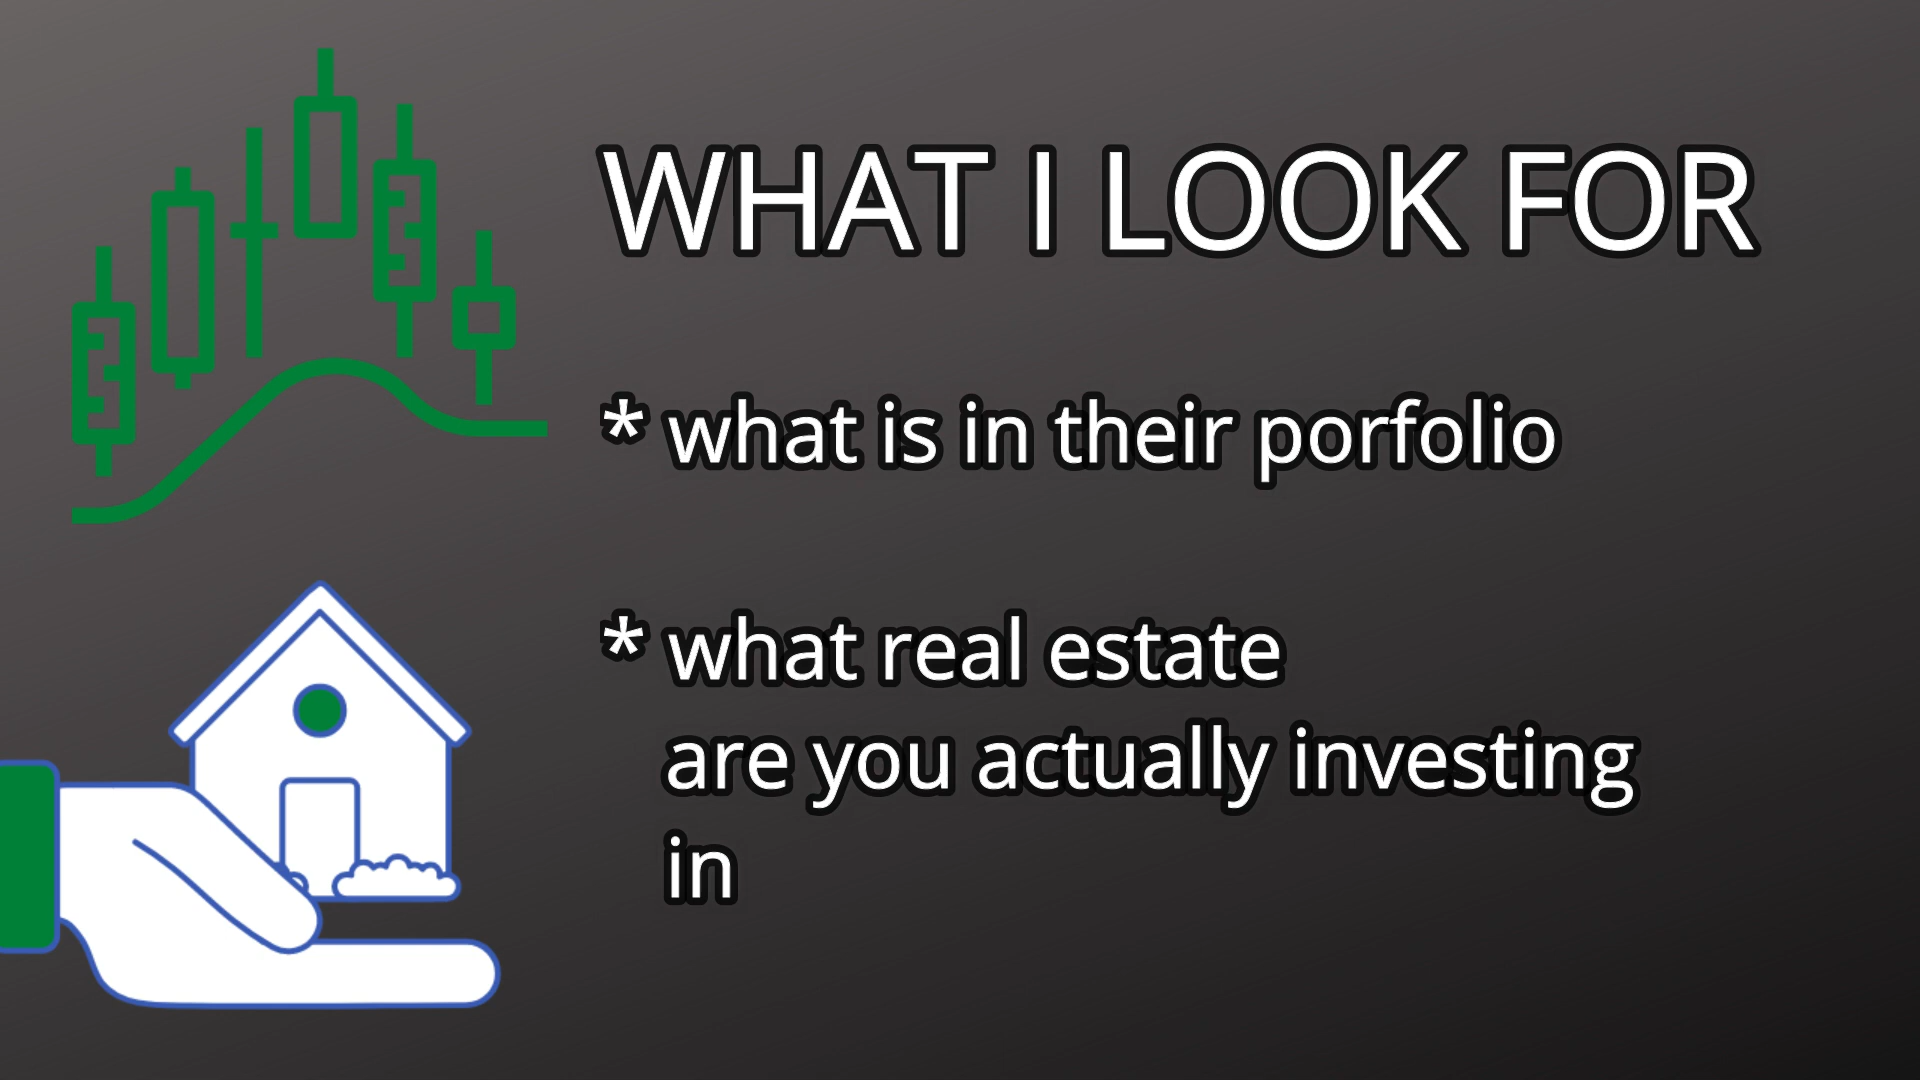 WHAT I LOOK FOR
* what is in their porfolio
* what real estate
are you actually investing
in